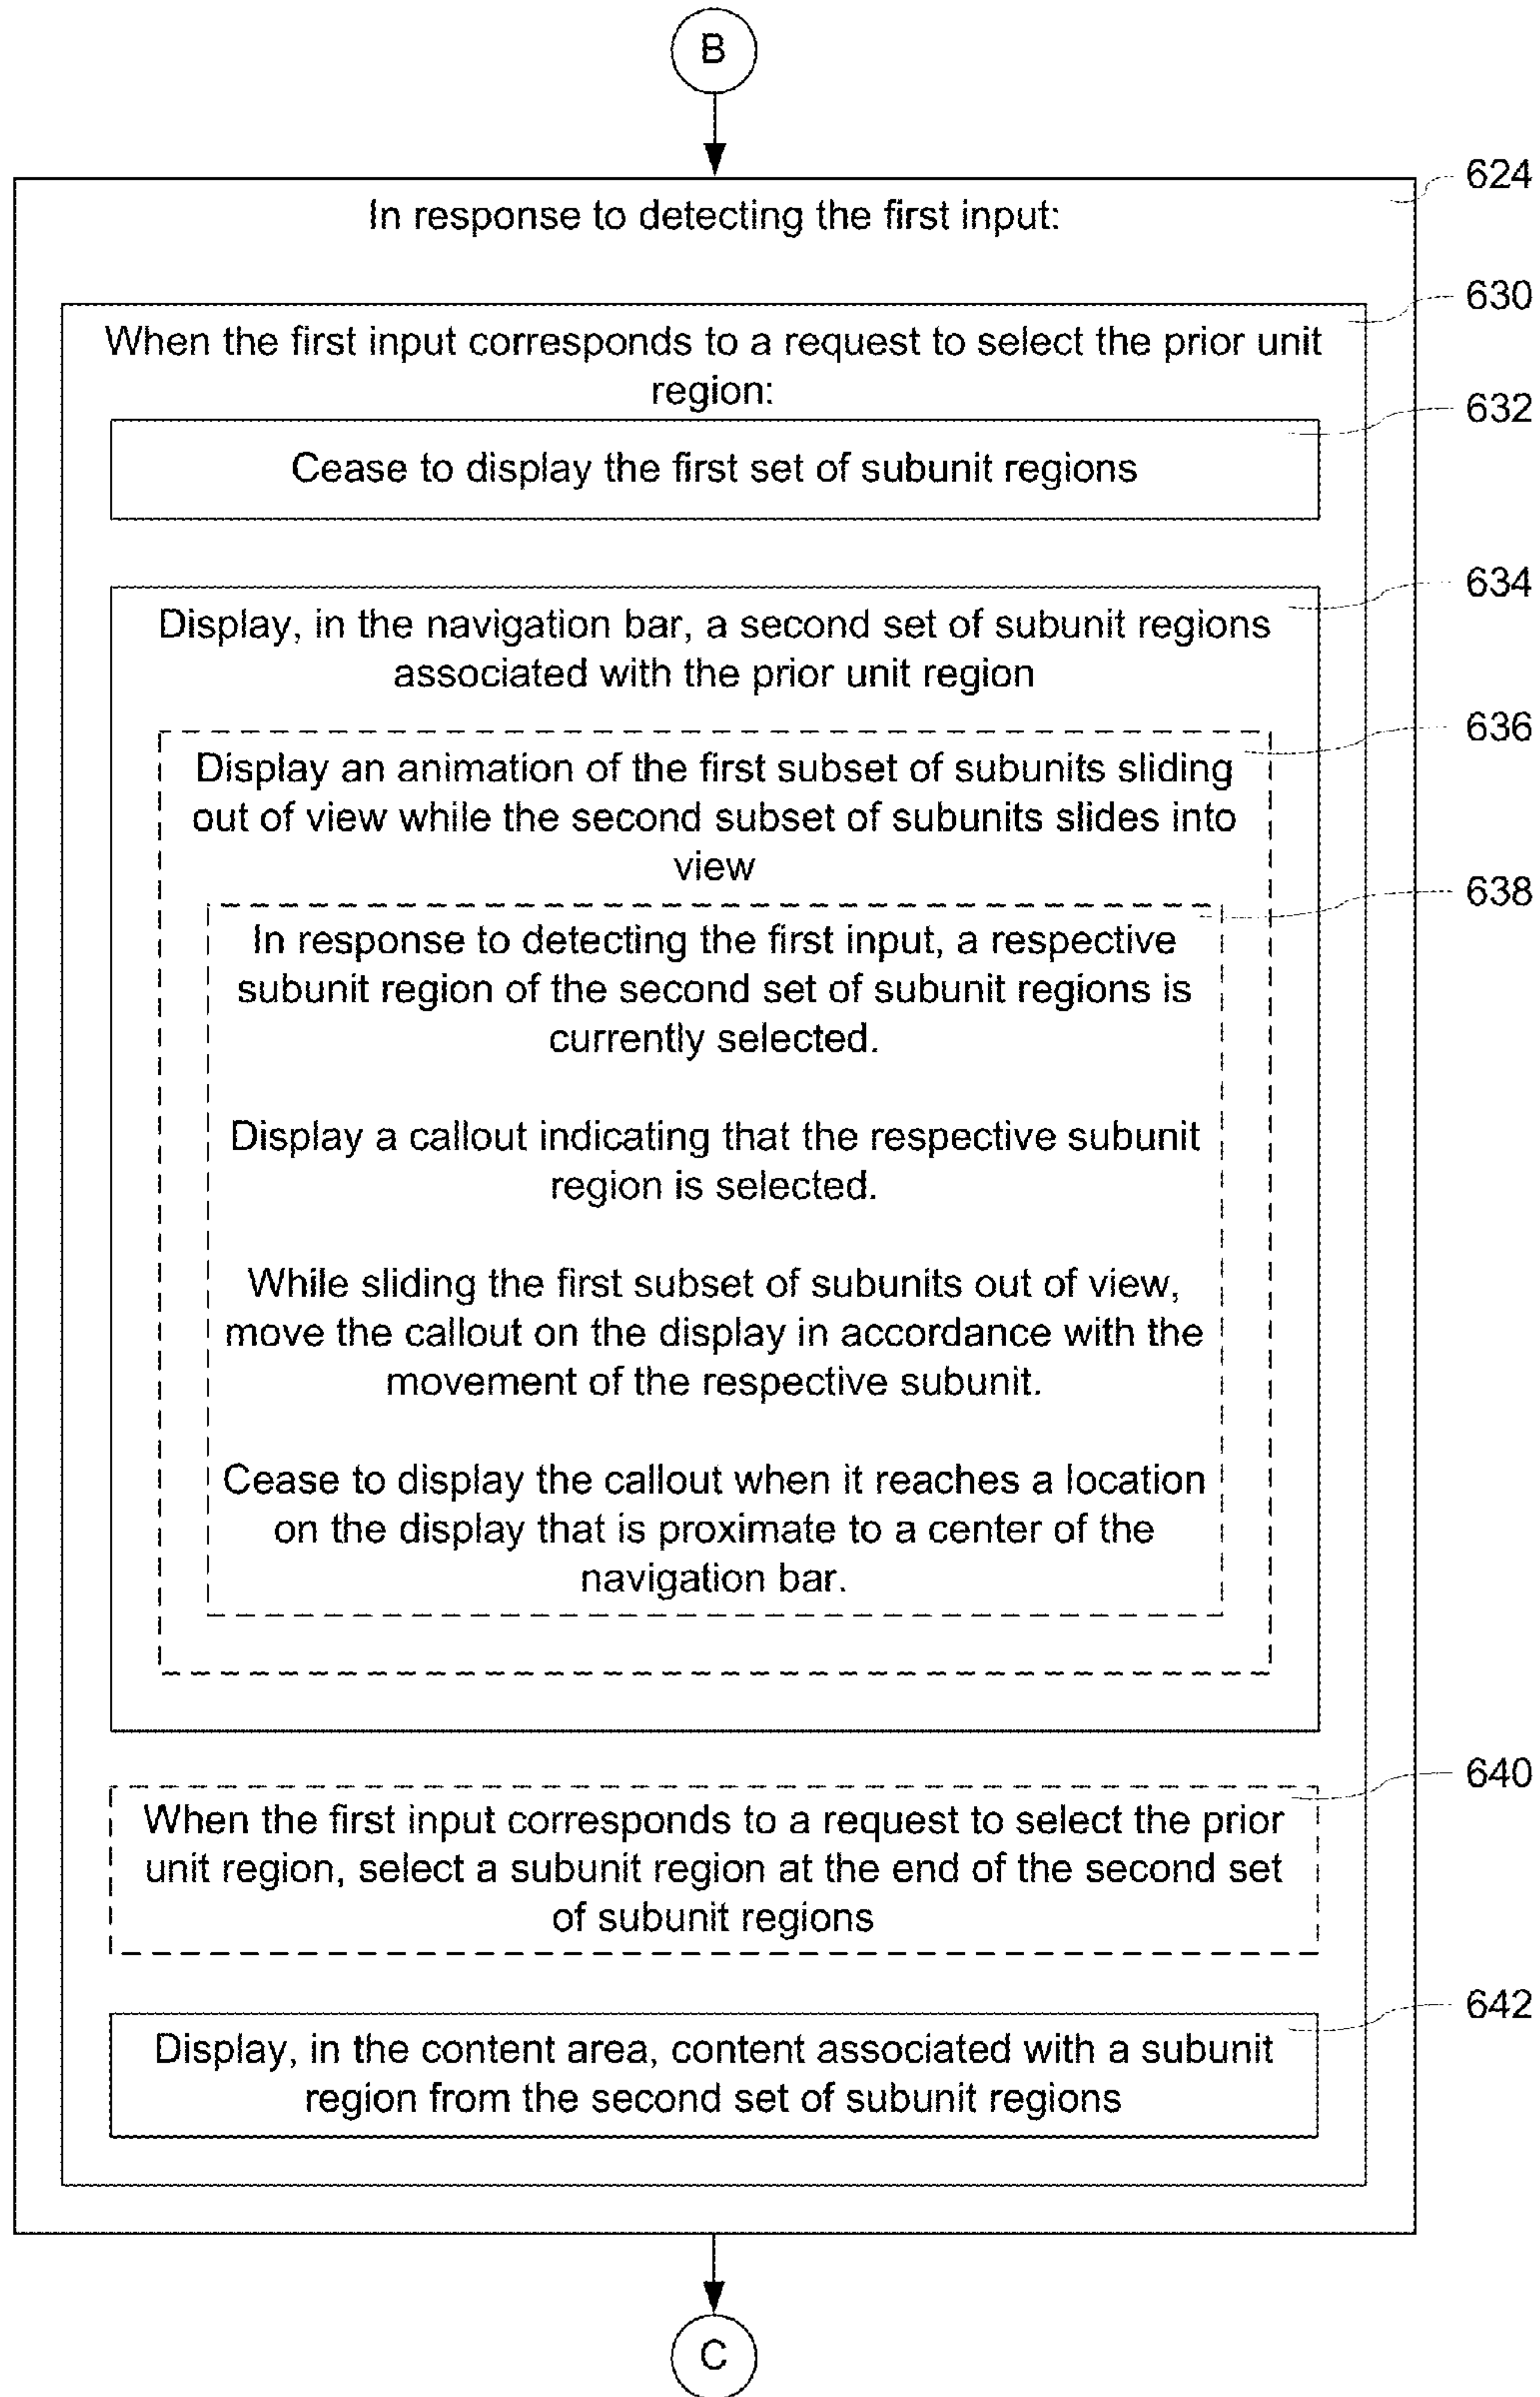 B
624
In response to detecting the first input:
630
When the first input corresponds to a request to select the prior unit
region:
632
Cease to display the first set of subunit regions
634
Display, in the navigation bar, a second set of subunit regions
associated with the prior unit region
636
Display an animation of the first subset of subunits sliding
out of view while the second subset of subunits slides into
view
638
In response to detecting the first input, a respective
subunit region of the second set of subunit regions is
currently selected.
Display a callout indicating that the respective subunit
region is selected.
While sliding the first subset of subunits out of view,
move the callout on the display in accordance with the
movement of the respective subunit.
Cease to display the callout when it reaches a location
on the display that is proximate to a center of the
navigation bar.
640
When the first input corresponds to a request to select the prior
unit region, select a subunit region at the end of the second set
of subunit regions
642
Display, in the content area, content associated with a subunit
region from the second set of subunit regions
C